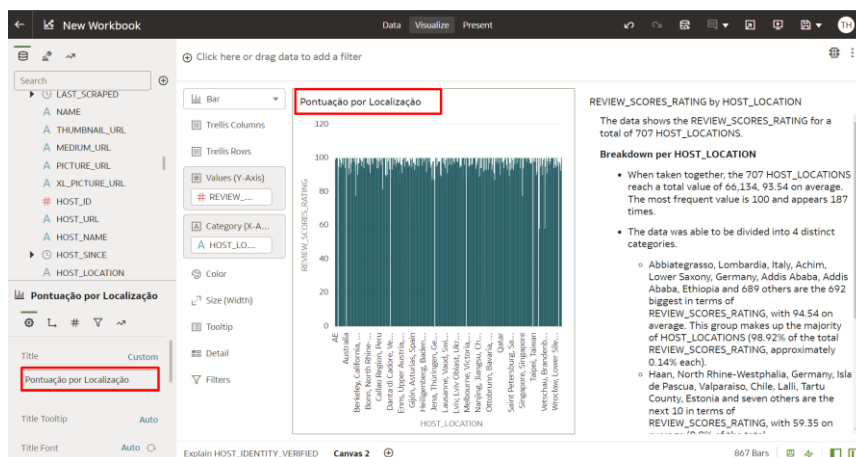 New Workbook
Data Visualize Present
TH
Click here or drag data to add a filter
Search
LAST_SCRAPED
NAME
THUMBNAIL_URL
MEDIUM_URL
PICTURE_URL
XL_PICTURE_URL
HOST_ID
HOST_URL
HOST_NAME
HOST_SINCE
HOST_LOCATION
Pontuação por Localização
Title Custom
Pontuação por Localização
Title Tooltip Auto
Title Font Auto
Bar
Trellis Columns
Trellis Rows
Values (Y-Axis)
REVIEW_...
Category (X-A...
HOST_LO...
Color
Size (Width)
Tooltip
Detail
Filters
Pontuação por Localização
REVIEW_SCORES_RATING
120
100
80
60
40
20
0
AE
Australia
Berkeley, California, ...
Bonn, North Rhine-...
Callao Region, Peru
Danta di Cadore, Ve...
Enns, Upper Austria,...
Gijón, Asturias, Spain
Heiligenberg, Baden...
Jena, Thuringen, Ge...
Lausanne, Vaud, Swi...
Lviv, Lviv Oblast, Ukr...
Melbourne, Victoria,...
Nanjing, Jiangsu, Ch...
Ottobrunn, Bavaria, ...
Qatar
Saint Petersburg, Sa...
Singapore, Singapore
Taipei, Taiwan
Vetschau, Brandenb...
Wroclaw, Lower Sile...
HOST_LOCATION
REVIEW_SCORES_RATING by HOST_LOCATION
The data shows the REVIEW_SCORES_RATING for a
total of 707 HOST_LOCATIONS.
Breakdown per HOST_LOCATION
When taken together, the 707 HOST_LOCATIONS
reach a total value of 66,134, 93.54 on average.
The most frequent value is 100 and appears 187
times.
The data was able to be divided into 4 distinct
categories.
Abbiategrasso, Lombardia, Italy, Achim,
Lower Saxony, Germany, Addis Ababa, Addis
Ababa, Ethiopia and 689 others are the 692
biggest in terms of
REVIEW_SCORES_RATING, with 94.54 on
average. This group makes up the majority
of HOST_LOCATIONS (98.92% of the total
REVIEW_SCORES_RATING, approximately
0.14% each).
Haan, North Rhine-Westphalia, Germany, Isla
de Pascua, Valparaiso, Chile, Lalli, Tartu
County, Estonia and seven others are the
next 10 in terms of
REVIEW_SCORES_RATING, with 59.35 on
Explain HOST_IDENTITY_VERIFIED Canvas 2
867 Bars